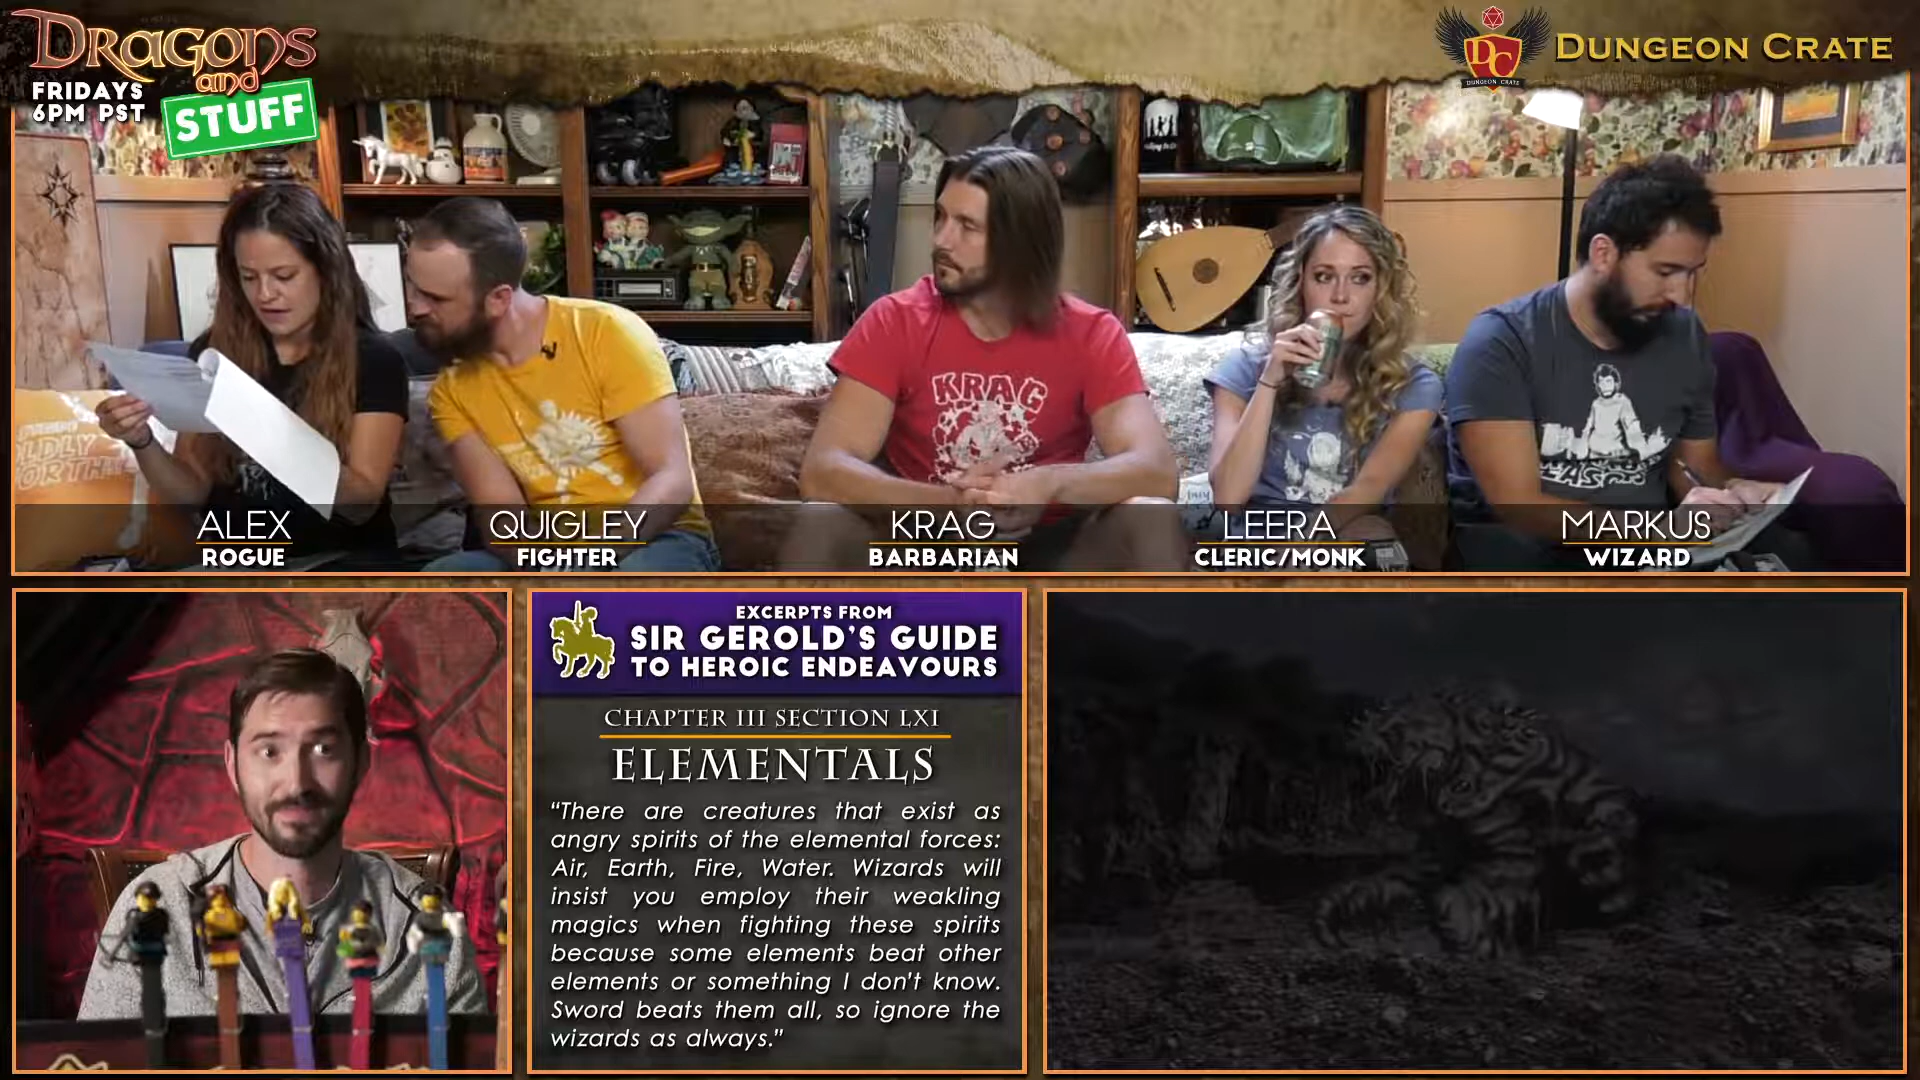 DRAGONS
and
STUFF
FRIDAYS
6PM PST
DUNGEON CRATE
DC
DUNGEON CRATE
KRAG
ALEX
ROGUE
QUIGLEY
FIGHTER
KRAG
BARBARIAN
LEERA
CLERIC/MONK
MARKUS
WIZARD
EXCERPTS FROM
SIR GEROLD'S GUIDE
TO HEROIC ENDEAVOURS
CHAPTER III SECTION LXI
ELEMENTALS
“There are creatures that exist as
angry spirits of the elemental forces:
Air, Earth, Fire, Water. Wizards will
insist you employ their weakling
magics when fighting these spirits
because some elements beat other
elements or something I don't know.
Sword beats them all, so ignore the
wizards as always.”